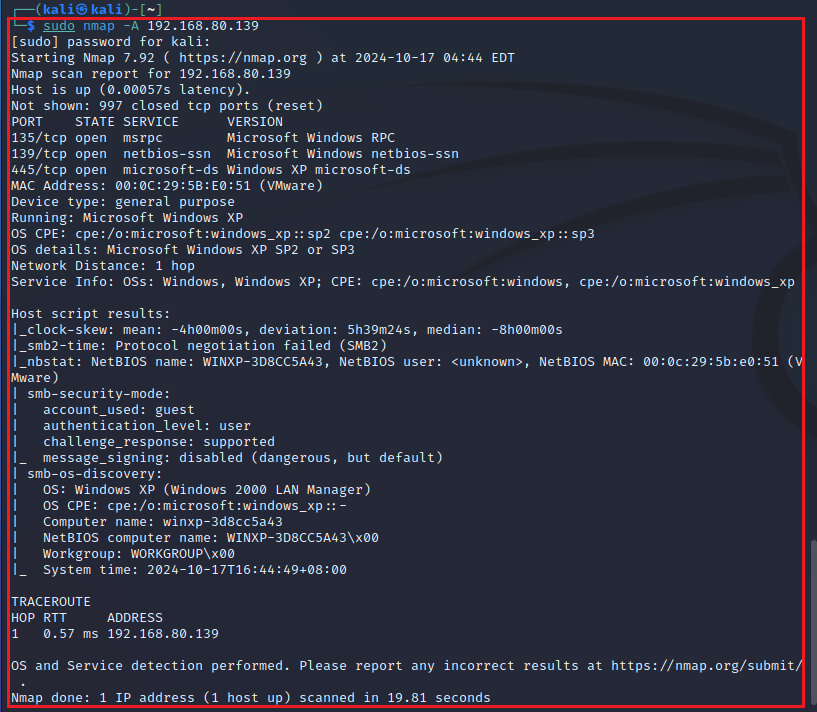 ┌──(kali㉿kali)-[~]
└─$ sudo nmap -A 192.168.80.139
[sudo] password for kali:
Starting Nmap 7.92 ( https://nmap.org ) at 2024-10-17 04:44 EDT
Nmap scan report for 192.168.80.139
Host is up (0.00057s latency).
Not shown: 997 closed tcp ports (reset)
PORT    STATE SERVICE      VERSION
135/tcp open  msrpc        Microsoft Windows RPC
139/tcp open  netbios-ssn  Microsoft Windows netbios-ssn
445/tcp open  microsoft-ds Windows XP microsoft-ds
MAC Address: 00:0C:29:5B:E0:51 (VMware)
Device type: general purpose
Running: Microsoft Windows XP
OS CPE: cpe:/o:microsoft:windows_xp::sp2 cpe:/o:microsoft:windows_xp::sp3
OS details: Microsoft Windows XP SP2 or SP3
Network Distance: 1 hop
Service Info: OSs: Windows, Windows XP; CPE: cpe:/o:microsoft:windows, cpe:/o:microsoft:windows_xp

Host script results:
|_clock-skew: mean: -4h00m00s, deviation: 5h39m24s, median: -8h00m00s
|_smb2-time: Protocol negotiation failed (SMB2)
|_nbstat: NetBIOS name: WINXP-3D8CC5A43, NetBIOS user: <unknown>, NetBIOS MAC: 00:0c:29:5b:e0:51 (V
Mware)
| smb-security-mode:
|   account_used: guest
|   authentication_level: user
|   challenge_response: supported
|_  message_signing: disabled (dangerous, but default)
| smb-os-discovery:
|   OS: Windows XP (Windows 2000 LAN Manager)
|   OS CPE: cpe:/o:microsoft:windows_xp::-
|   Computer name: winxp-3d8cc5a43
|   NetBIOS computer name: WINXP-3D8CC5A43\x00
|   Workgroup: WORKGROUP\x00
|_  System time: 2024-10-17T16:44:49+08:00

TRACEROUTE
HOP RTT     ADDRESS
1   0.57 ms 192.168.80.139

OS and Service detection performed. Please report any incorrect results at https://nmap.org/submit/
 .
Nmap done: 1 IP address (1 host up) scanned in 19.81 seconds